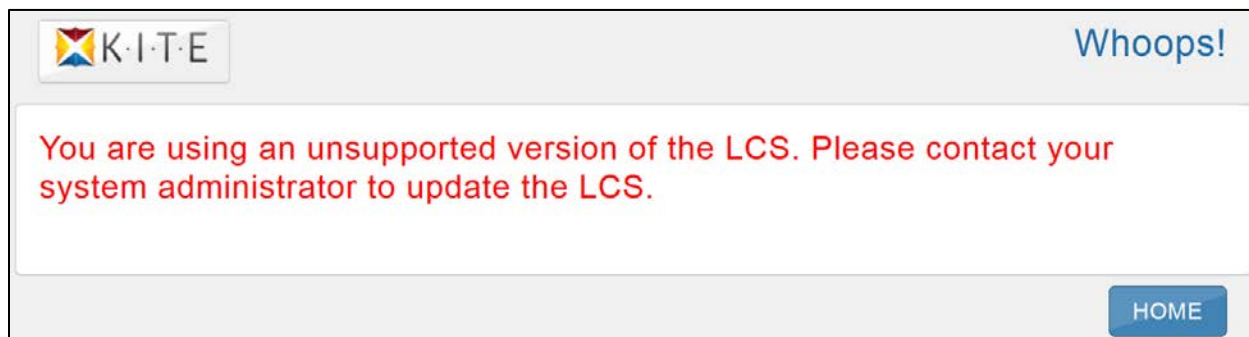 K·I·T·E
Whoops!
You are using an unsupported version of the LCS. Please contact your
system administrator to update the LCS.
HOME